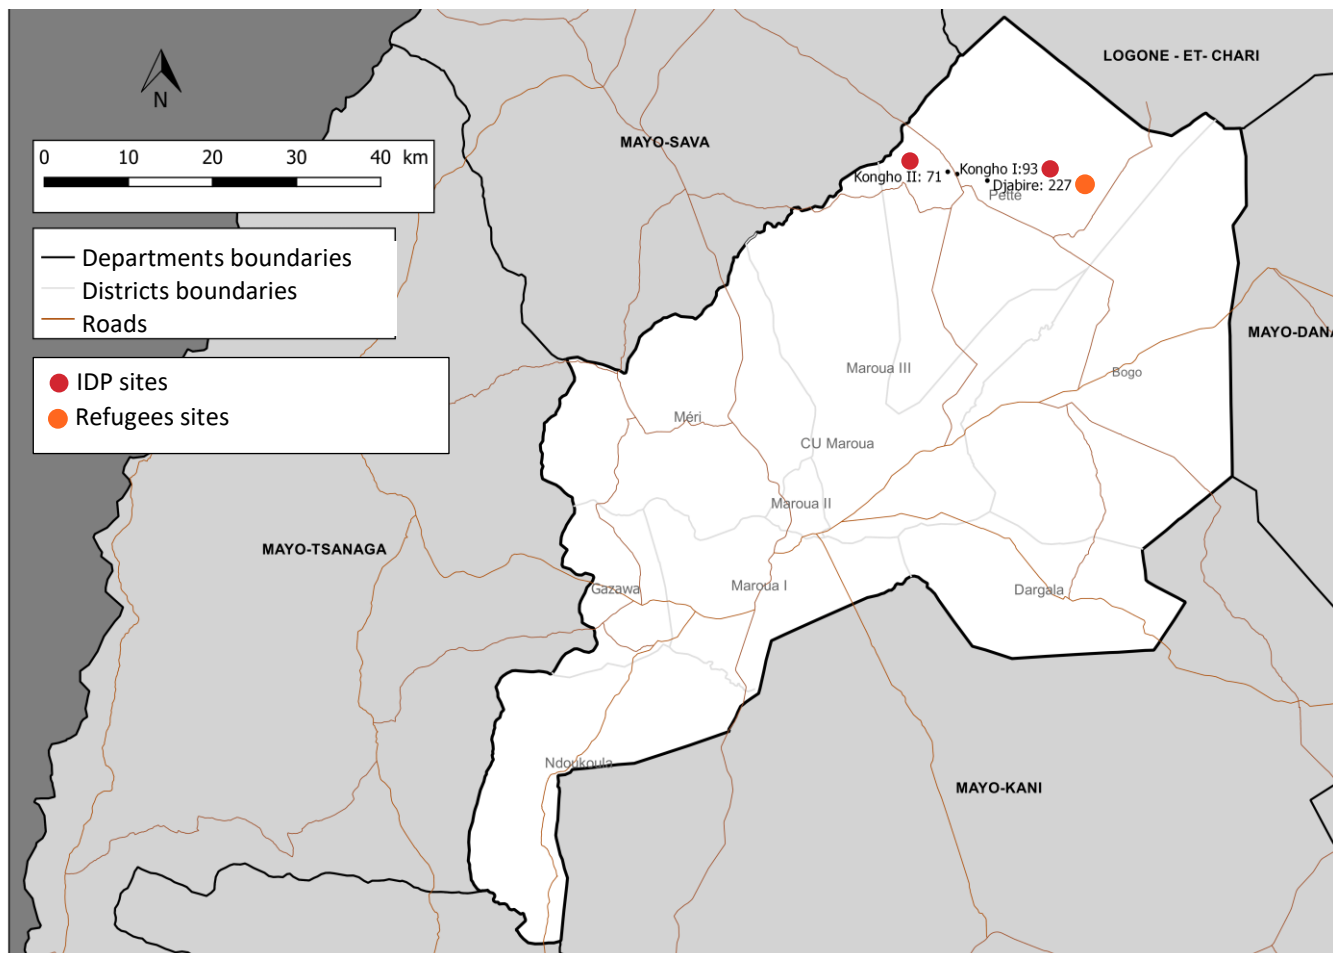 LOGONE - ET- CHARI
N
MAYO-SAVA
0 10 20 30 40 km
Kongho II: 71
Kongho I:93
Djabire: 227
Petté
Departments boundaries
Districts boundaries
Roads
MAYO-DANA
IDP sites
Refugees sites
Maroua III
Bogo
Méri
CU Maroua
Maroua II
MAYO-TSANAGA
Gazawa
Maroua I
Dargala
Ndoukoula
MAYO-KANI